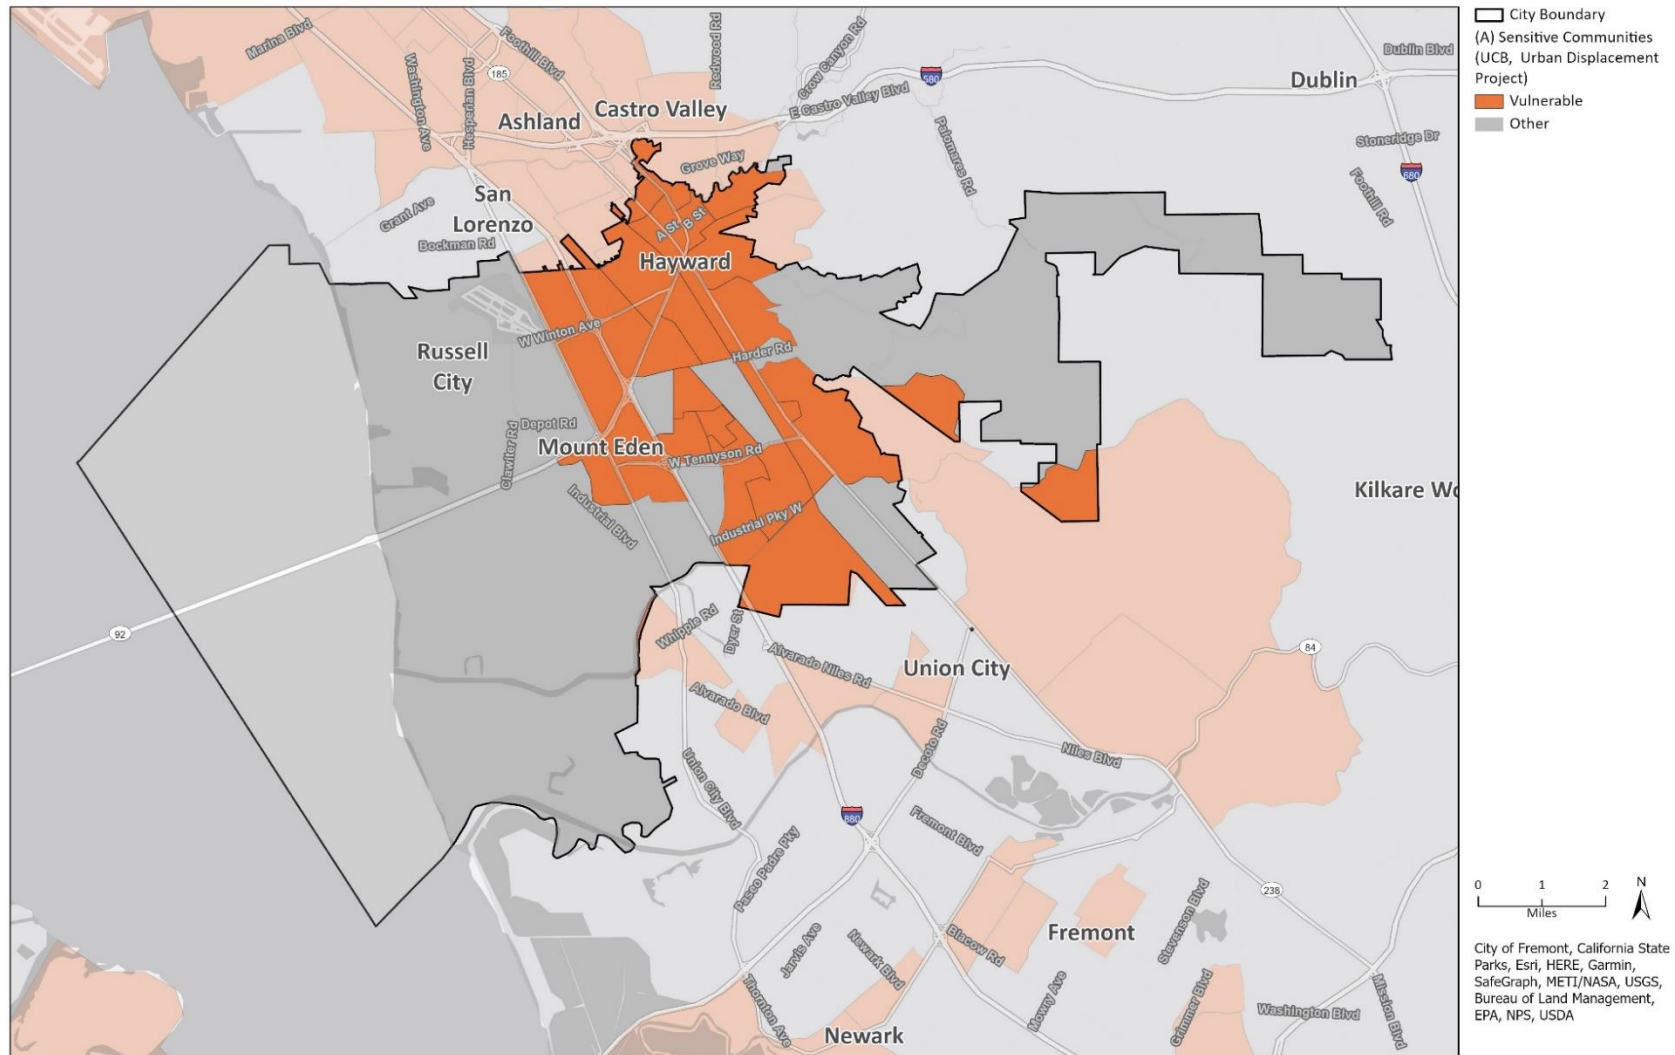 City Boundary
(A) Sensitive Communities
(UCB, Urban Displacement
Project)
Vulnerable
Other
Marina Blvd
Washington Ave
Hesperian Blvd
185
Foothill Blvd
Redwood Rd
Crow Canyon Rd
580
Dublin Blvd
Dublin
Castro Valley
E Castro Valley Blvd
Ashland
Stoneridge Dr
Palomares Rd
Grove Way
680
Foothill Rd
San
Lorenzo
Grant Ave
Bockman Rd
A St
B St
Hayward
W Winton Ave
Russell
City
Harder Rd
Depot Rd
Clawiter Rd
Mount Eden
W Tennyson Rd
Industrial Blvd
Industrial Pky W
Kilkare Wo
92
Whipple Rd
Dyer St
Alvarado Niles Rd
Union City
84
Alvarado Blvd
Decoto Rd
Niles Blvd
Union City Blvd
880
Fremont Blvd
Paseo Padre Pky
238
Stevenson Blvd
Fremont
Blacow Rd
Jarvis Ave
Newark Blvd
Mowry Ave
Thornton Ave
Grimmer Blvd
Washington Blvd
Mission Blvd
Newark
0 1 2
Miles
N
City of Fremont, California State
Parks, Esri, HERE, Garmin,
SafeGraph, METI/NASA, USGS,
Bureau of Land Management,
EPA, NPS, USDA